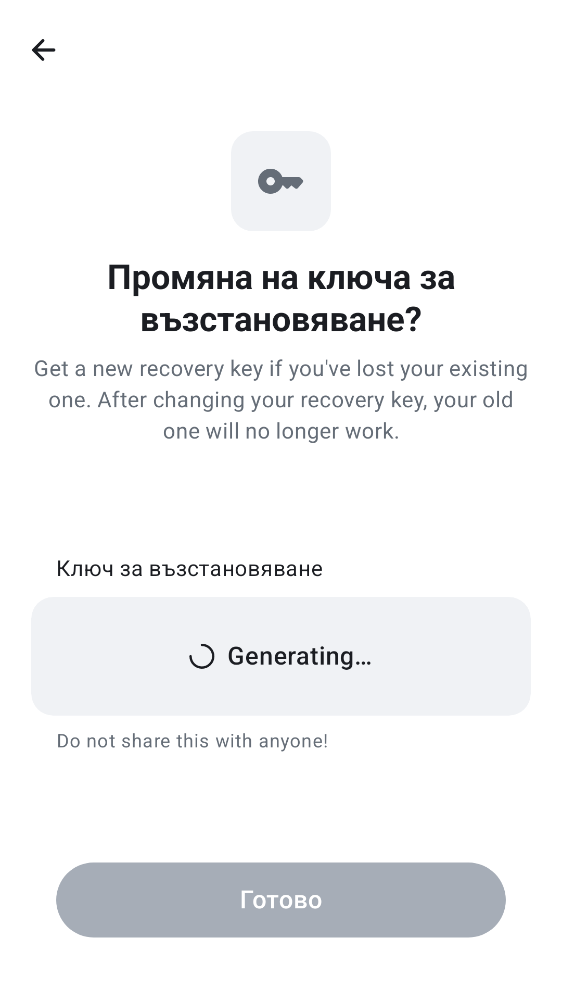 Промяна на ключа за
възстановяване?
Get a new recovery key if you've lost your existing
one. After changing your recovery key, your old
one will no longer work.
Ключ за възстановяване
Generating…
Do not share this with anyone!
Готово